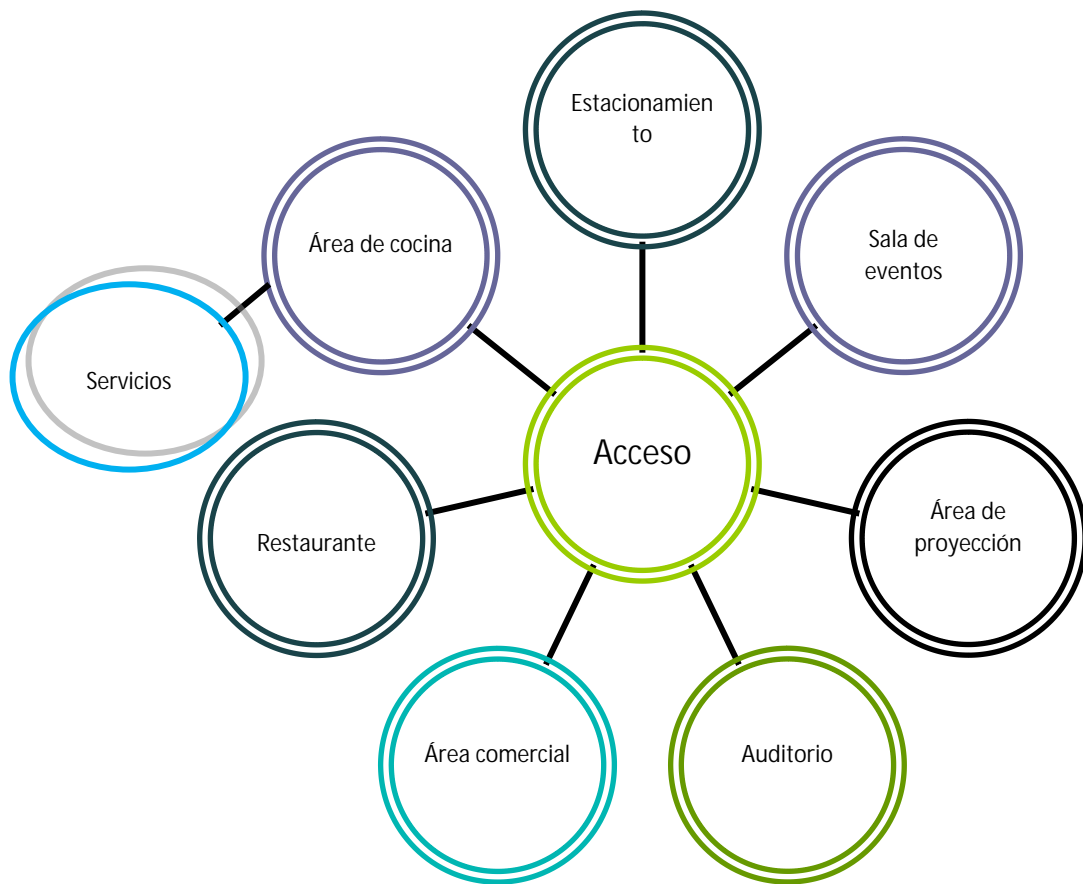 Estacionamien
to
Área de cocina
Sala de
eventos
Servicios
Acceso
Restaurante
Área de
proyección
Área comercial
Auditorio